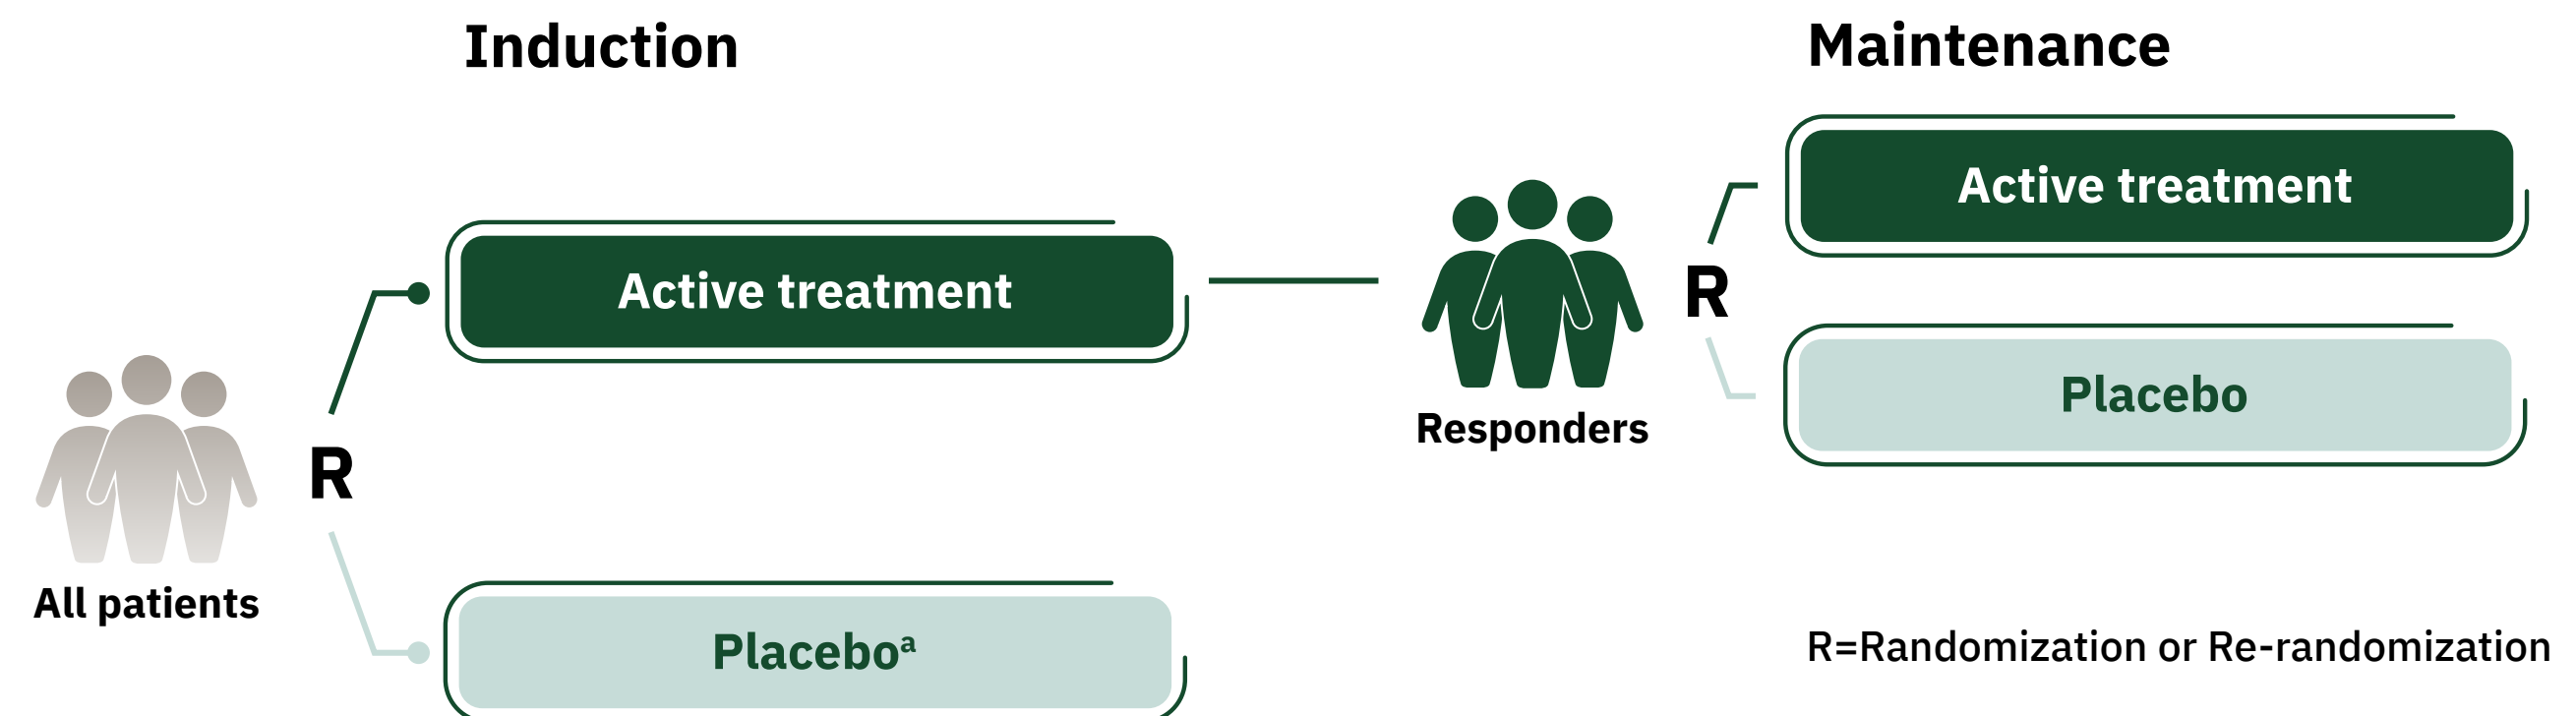 Induction
Maintenance
Active treatment
Active treatment
R
Placebo
Responders
R
All patients
Placeboᵃ
R=Randomization or Re-randomization